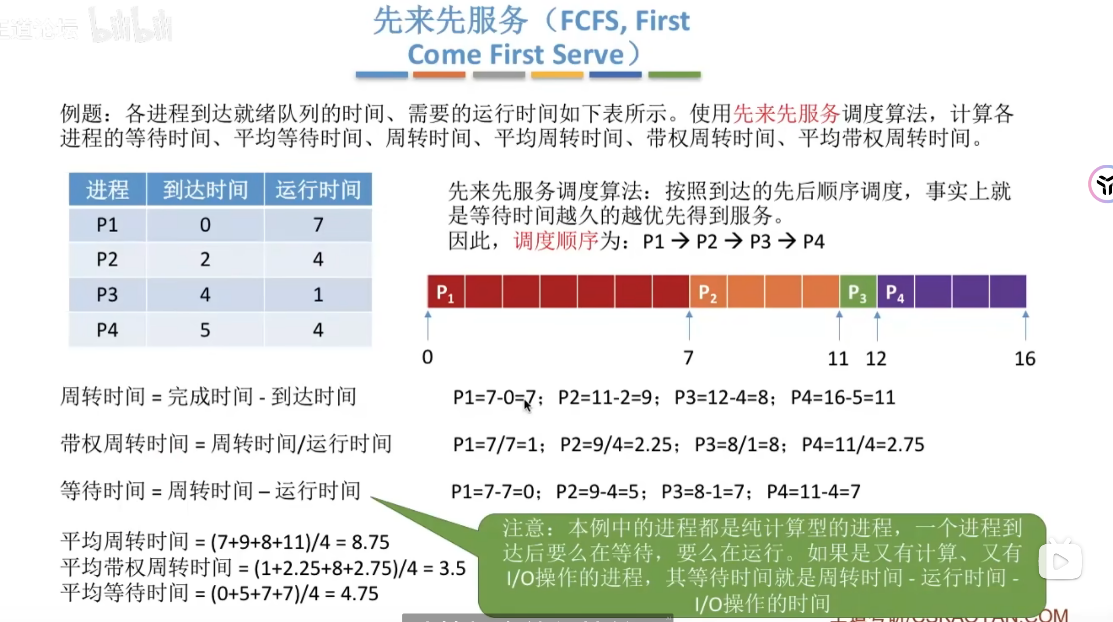 bilibili
先来先服务（FCFS, First
Come First Serve）
例题：各进程到达就绪队列的时间、需要的运行时间如下表所示。使用先来先服务调度算法，计算各
进程的等待时间、平均等待时间、周转时间、平均周转时间、带权周转时间、平均带权周转时间。
进程 到达时间 运行时间
P1 0 7
P2 2 4
P3 4 1
P4 5 4
先来先服务调度算法：按照到达的先后顺序调度，事实上就
是等待时间越久的越优先得到服务。
因此，调度顺序为：P1 → P2 → P3 → P4
P1 P2 P3 P4
0 7 11 12 16
周转时间 = 完成时间 - 到达时间
P1=7-0=7；P2=11-2=9；P3=12-4=8；P4=16-5=11
带权周转时间 = 周转时间/运行时间
P1=7/7=1；P2=9/4=2.25；P3=8/1=8；P4=11/4=2.75
等待时间 = 周转时间 – 运行时间
P1=7-7=0；P2=9-4=5；P3=8-1=7；P4=11-4=7
平均周转时间 = (7+9+8+11)/4 = 8.75
平均带权周转时间 = (1+2.25+8+2.75)/4 = 3.5
平均等待时间 = (0+5+7+7)/4 = 4.75
注意：本例中的进程都是纯计算型的进程，一个进程到
达后要么在等待，要么在运行。如果是又有计算、又有
I/O操作的进程，其等待时间就是周转时间 - 运行时间 -
I/O操作的时间